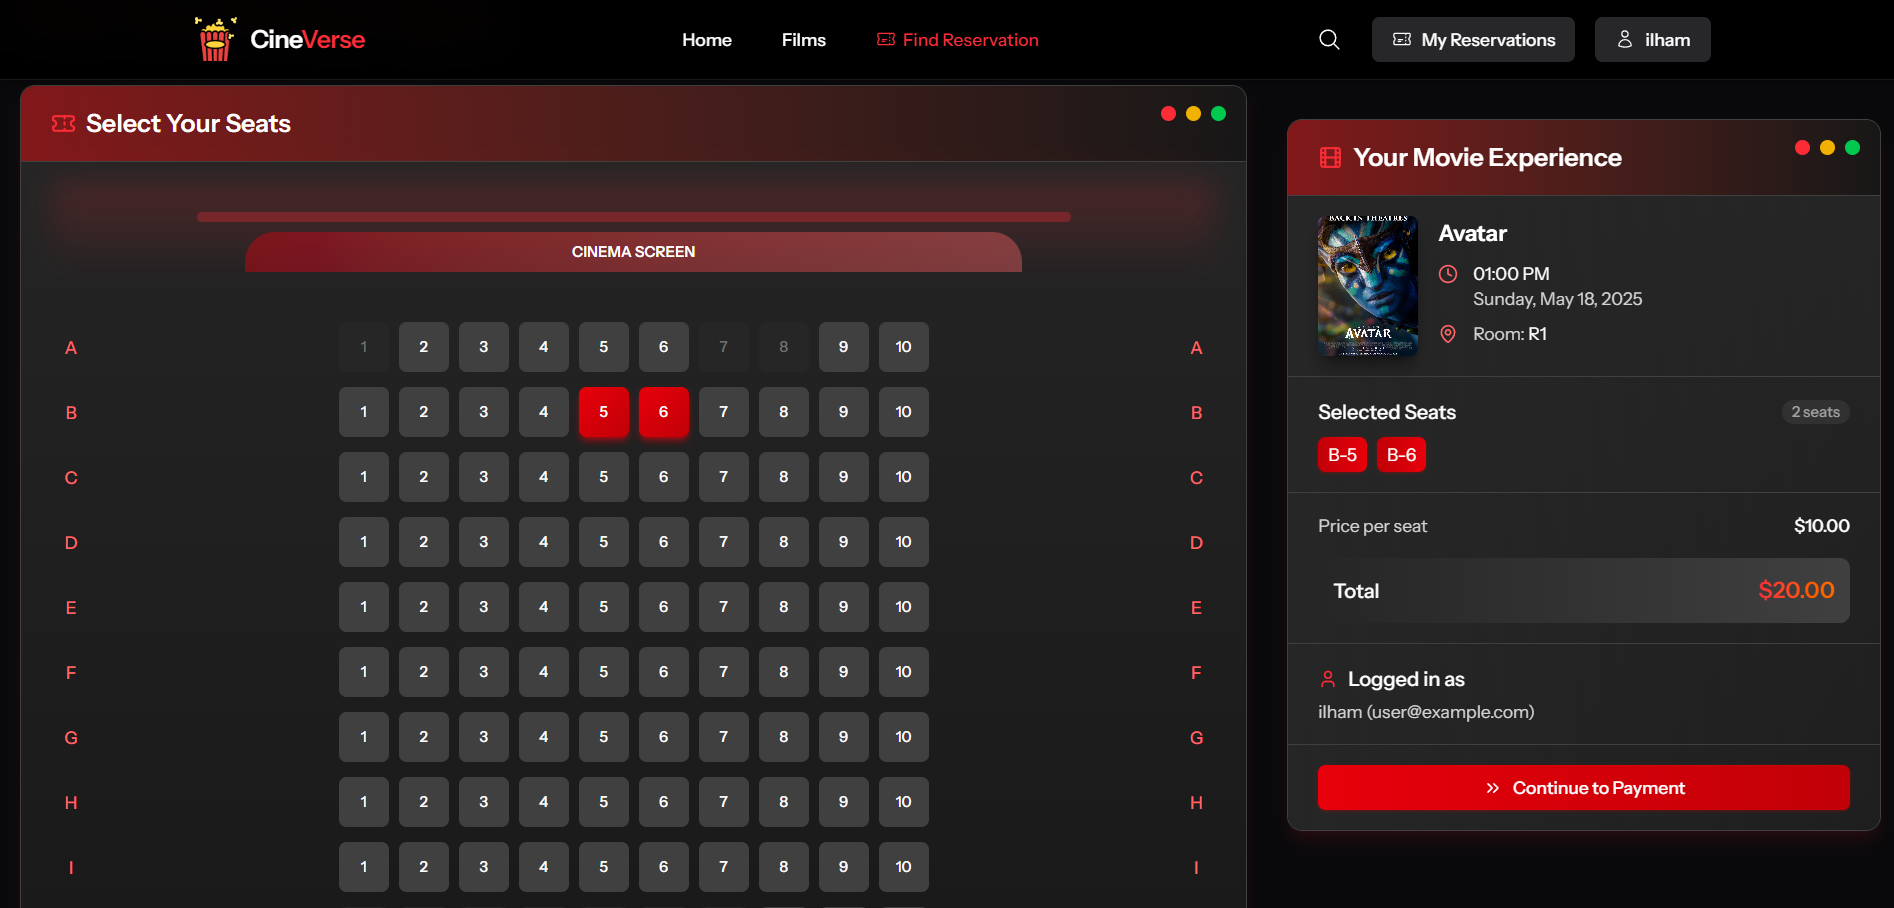 CineVerse
Home
Films
Find Reservation
My Reservations
ilham
Select Your Seats
CINEMA SCREEN
A 1 2 3 4 5 6 7 8 9 10 A
B 1 2 3 4 5 6 7 8 9 10 B
C 1 2 3 4 5 6 7 8 9 10 C
D 1 2 3 4 5 6 7 8 9 10 D
E 1 2 3 4 5 6 7 8 9 10 E
F 1 2 3 4 5 6 7 8 9 10 F
G 1 2 3 4 5 6 7 8 9 10 G
H 1 2 3 4 5 6 7 8 9 10 H
I 1 2 3 4 5 6 7 8 9 10 I
Your Movie Experience
BACK IN THEATRES
AVATAR
Avatar
01:00 PM
Sunday, May 18, 2025
Room: R1
Selected Seats
2 seats
B-5 B-6
Price per seat $10.00
Total $20.00
Logged in as
ilham (user@example.com)
Continue to Payment